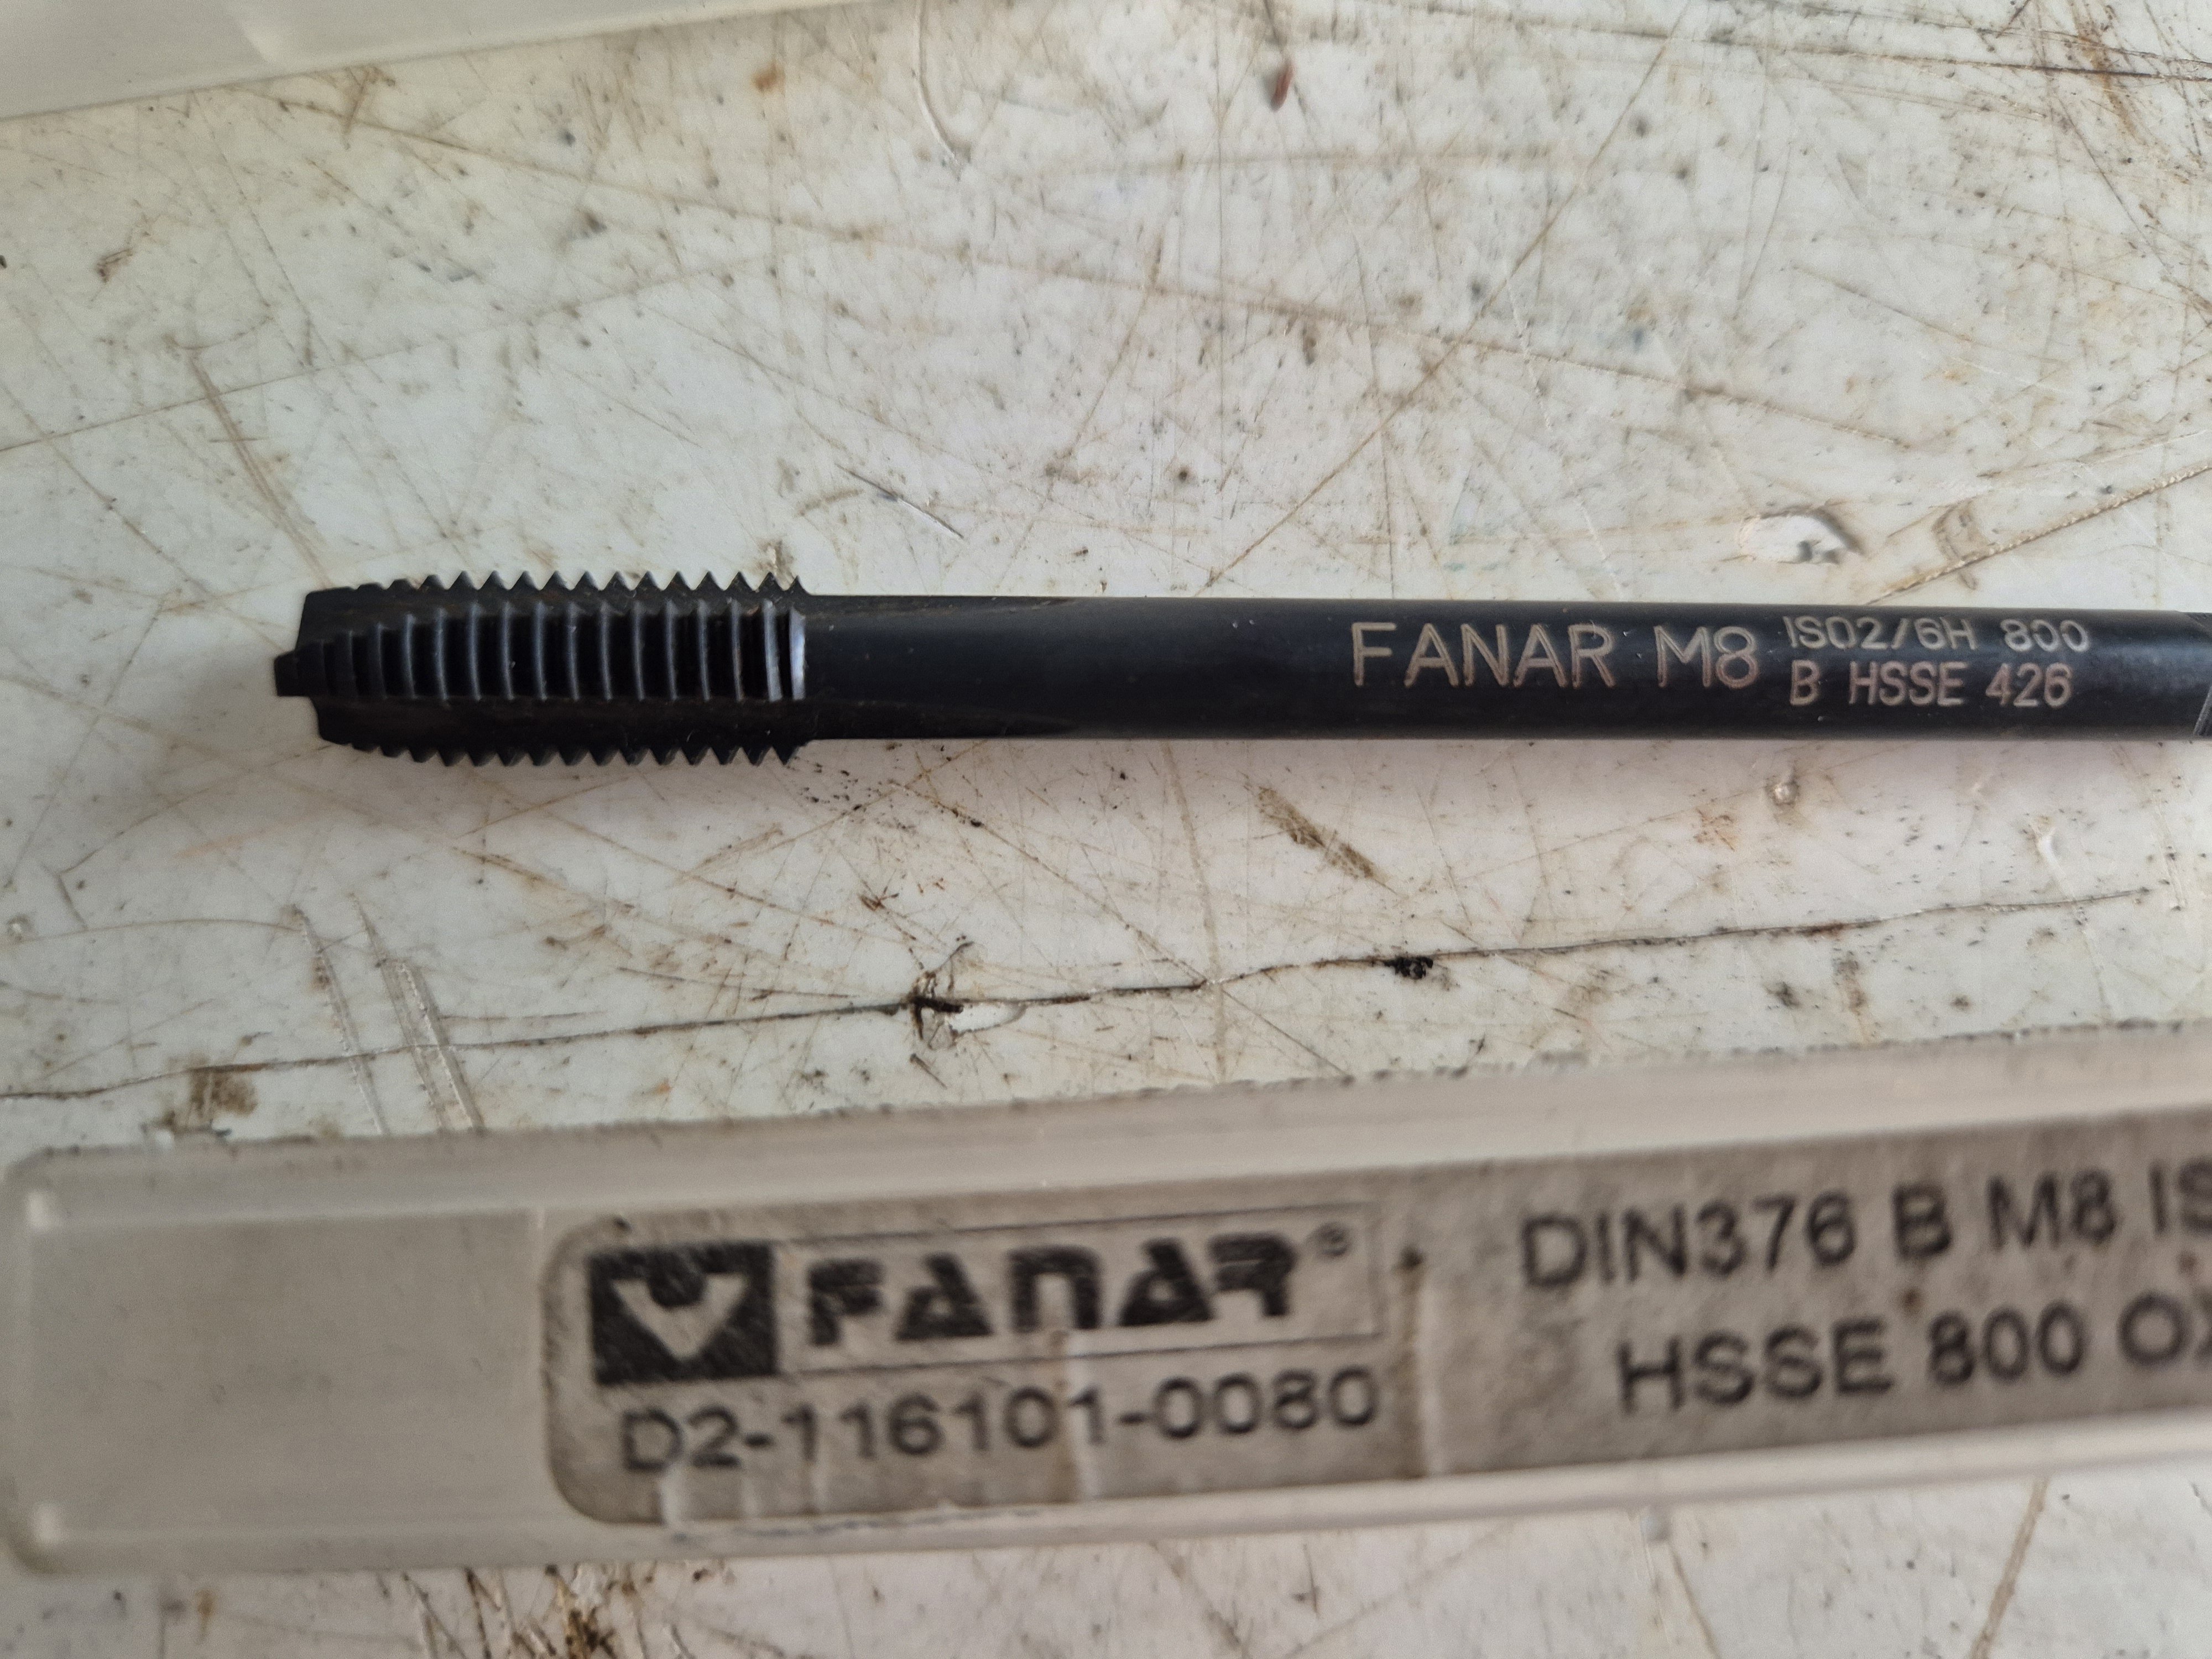 FANAR M8 ISO2/6H 800
B HSSE 426
FANAR®
D2-116101-0080
DIN376 B M8
HSSE 800